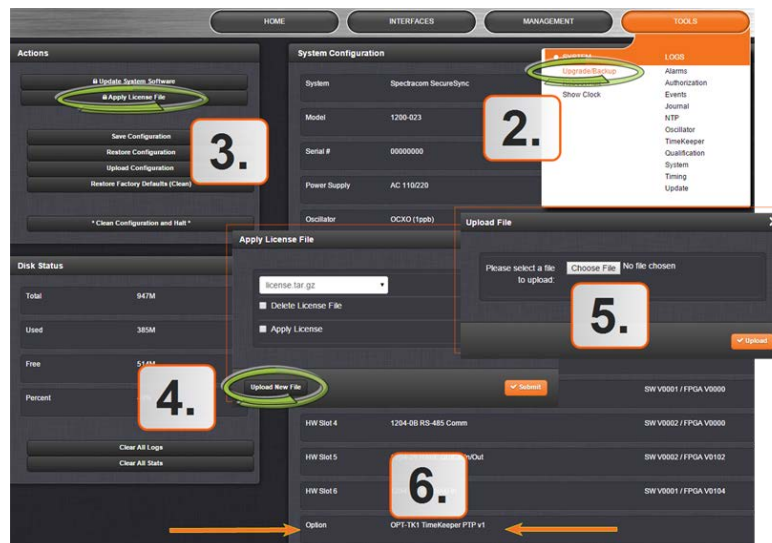 HOME
INTERFACES
MANAGEMENT
TOOLS
Actions
Update System Software
Apply License File
3.
Save Configuration
Restore Configuration
Upload Configuration
Restore Factory Defaults (Clean)
* Clean Configuration and Halt *
System Configuration
System Spectracom SecureSync
Model 1200-023
Serial # 00000000
Power Supply AC 110/220
Oscillator OCXO (1ppb)
2.
SYSTEM
Upgrade/Backup
Show Clock
LOGS
Alarms
Authorization
Events
Journal
NTP
Oscillator
TimeKeeper
Qualification
System
Timing
Update
Disk Status
Total 947M
Used 385M
Free 514M
Percent
4.
Clear All Logs
Clear All Stats
Apply License File
license.tar.gz
Delete License File
Apply License
Upload New File
Submit
Upload File
Please select a file to upload:
Choose File No file chosen
5.
Upload
SW V0001 / FPGA V0000
HW Slot 4 1204-0B RS-485 Comm SW V0002 / FPGA V0000
HW Slot 5 In/Out SW V0002 / FPGA V0102
HW Slot 6 SW V0001 / FPGA V0104
6.
Option OPT-TK1 TimeKeeper PTP v1